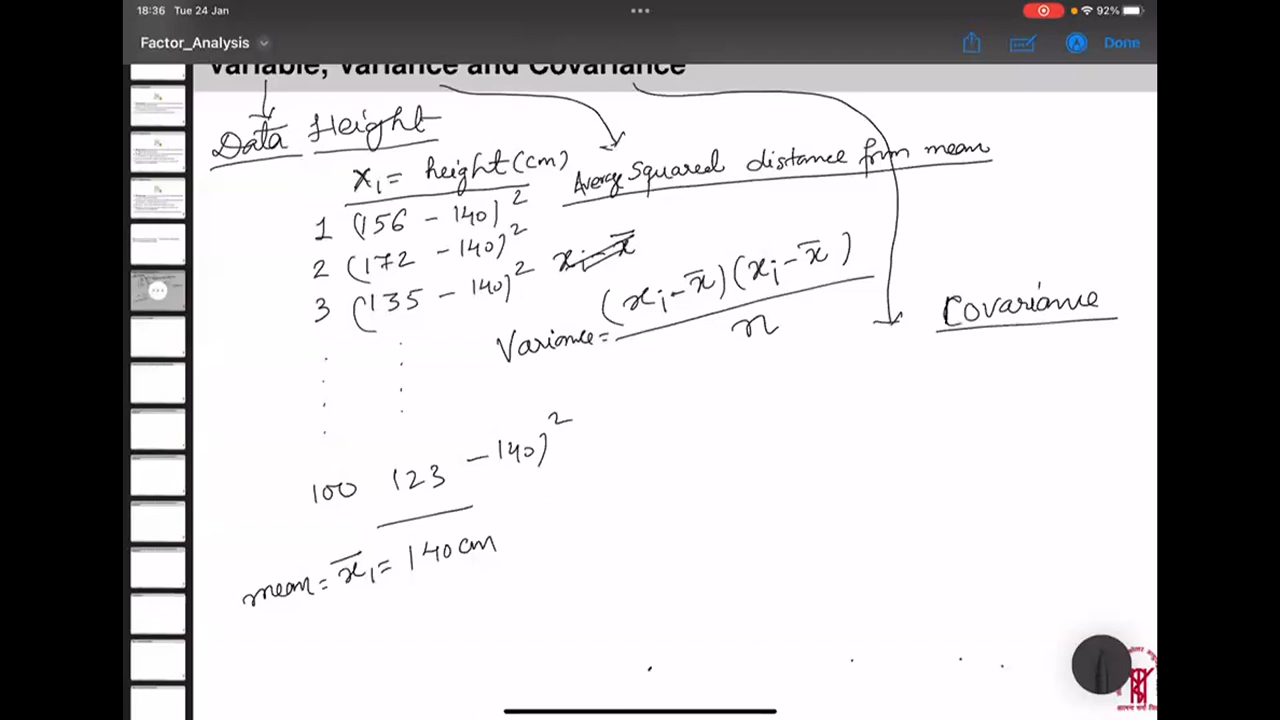 18:36 Tue 24 Jan
92%
Factor_Analysis
Done
Variable, Variance and Covariance
Data Height
x₁ = height (cm)
Average squared distance from mean
1 (156 - 140)²
2 (172 - 140)²
3 (135 - 140)² xᵢ - x̄
Variance = (xᵢ - x̄)(xᵢ - x̄)
n
Covariance
100 123 - 140)²
mean = x̄₁ = 140 cm